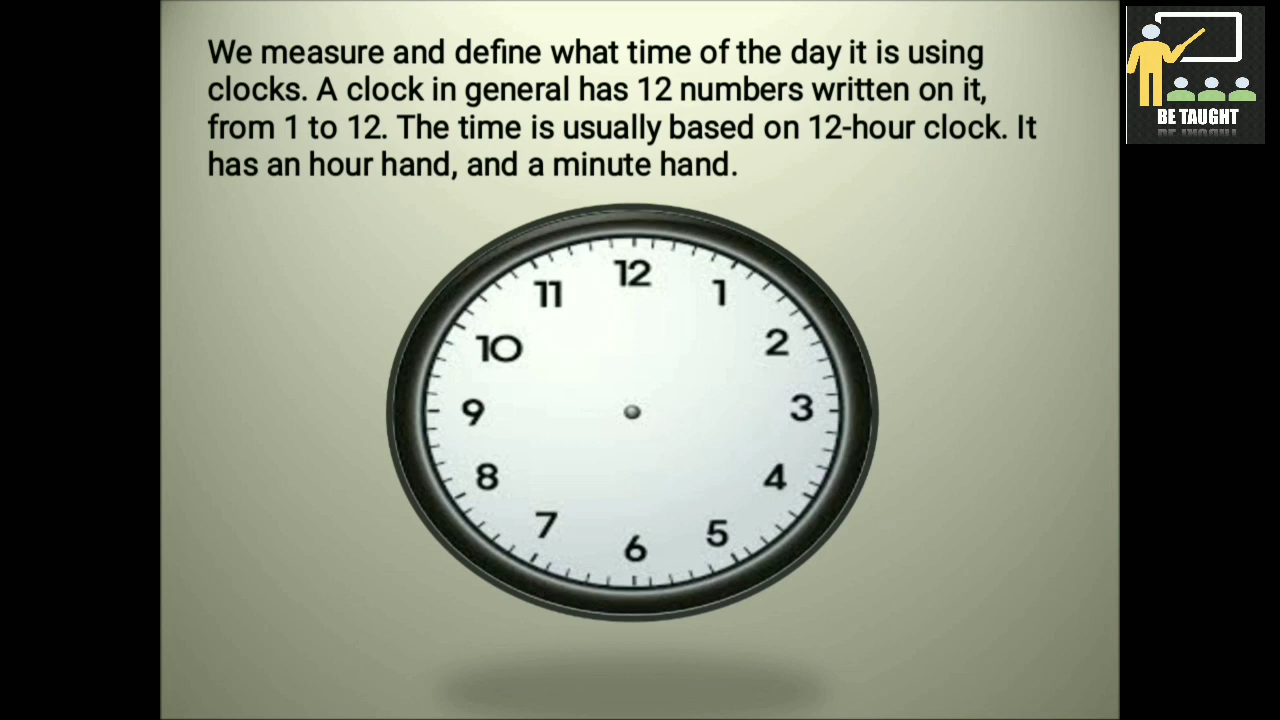 We measure and define what time of the day it is using
clocks. A clock in general has 12 numbers written on it,
from 1 to 12. The time is usually based on 12-hour clock. It
has an hour hand, and a minute hand.
BE TAUGHT
12
11
1
10
2
9
3
8
4
7
5
6